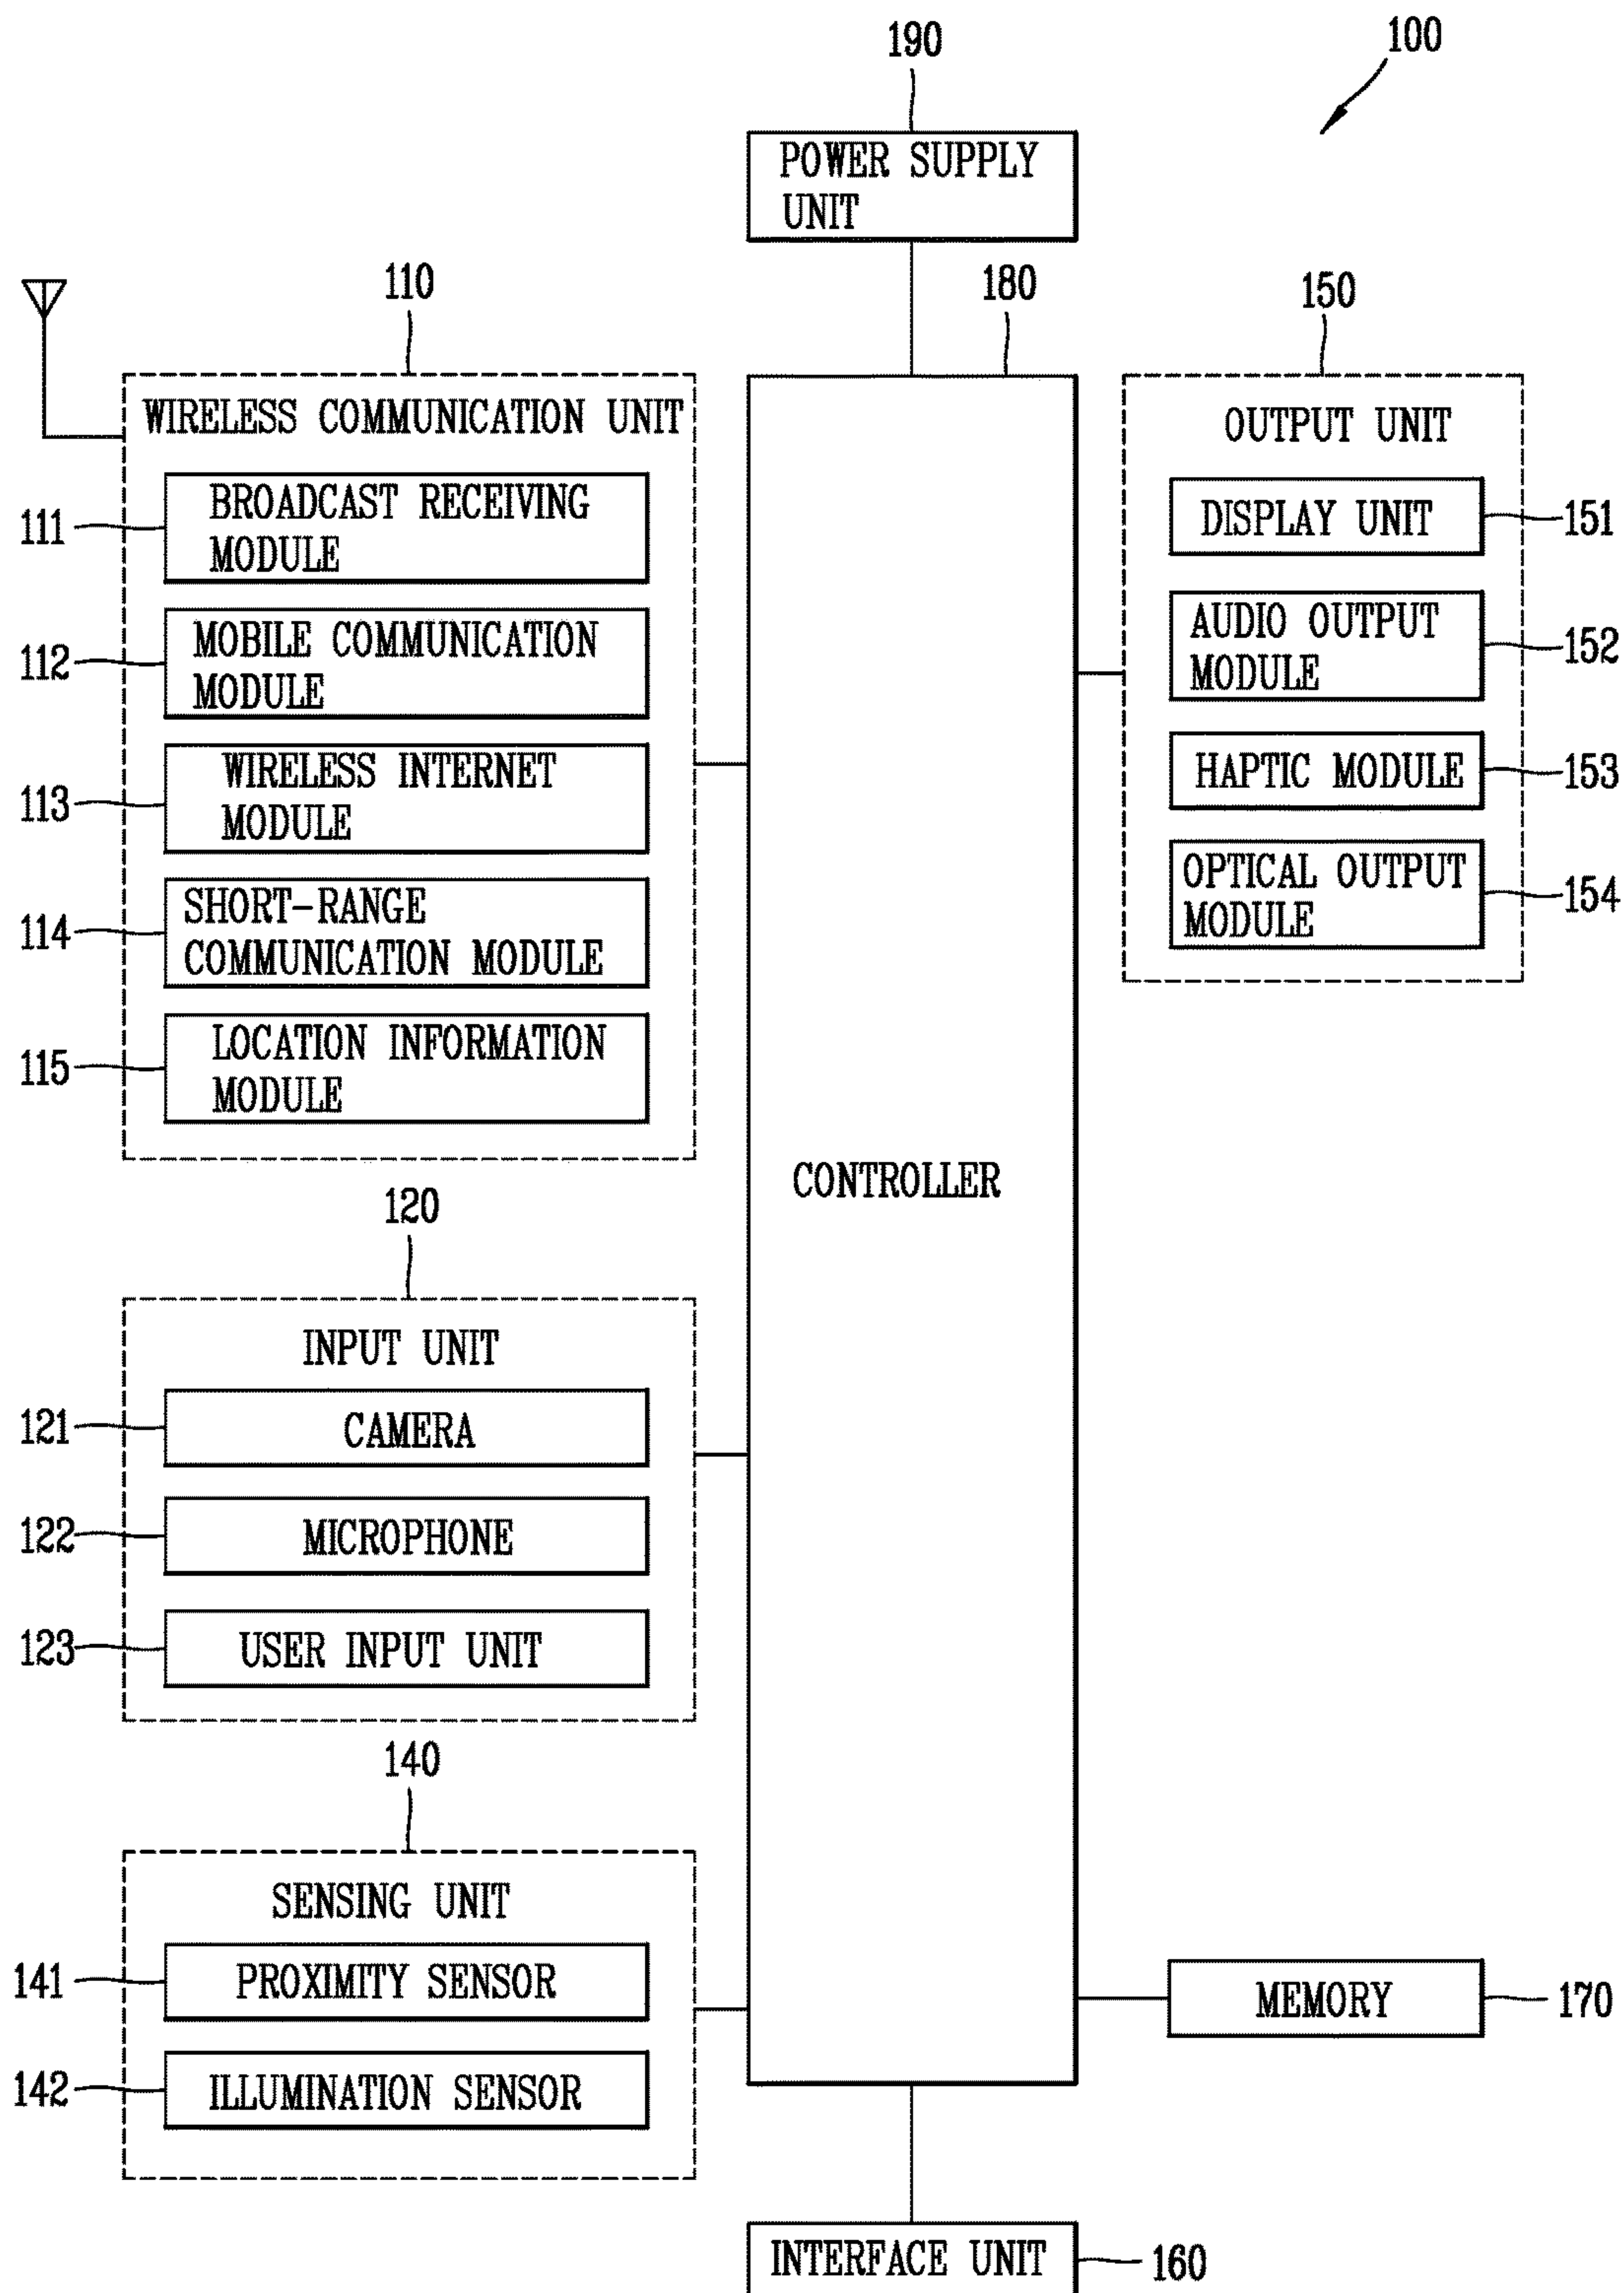 190
100
POWER SUPPLY
UNIT
110
180
150
WIRELESS COMMUNICATION UNIT
111
BROADCAST RECEIVING
MODULE
112
MOBILE COMMUNICATION
MODULE
113
WIRELESS INTERNET
MODULE
114
SHORT-RANGE
COMMUNICATION MODULE
115
LOCATION INFORMATION
MODULE
120
INPUT UNIT
121
CAMERA
122
MICROPHONE
123
USER INPUT UNIT
140
SENSING UNIT
141
PROXIMITY SENSOR
142
ILLUMINATION SENSOR
CONTROLLER
OUTPUT UNIT
DISPLAY UNIT
151
AUDIO OUTPUT
MODULE
152
HAPTIC MODULE
153
OPTICAL OUTPUT
MODULE
154
MEMORY
170
INTERFACE UNIT
160